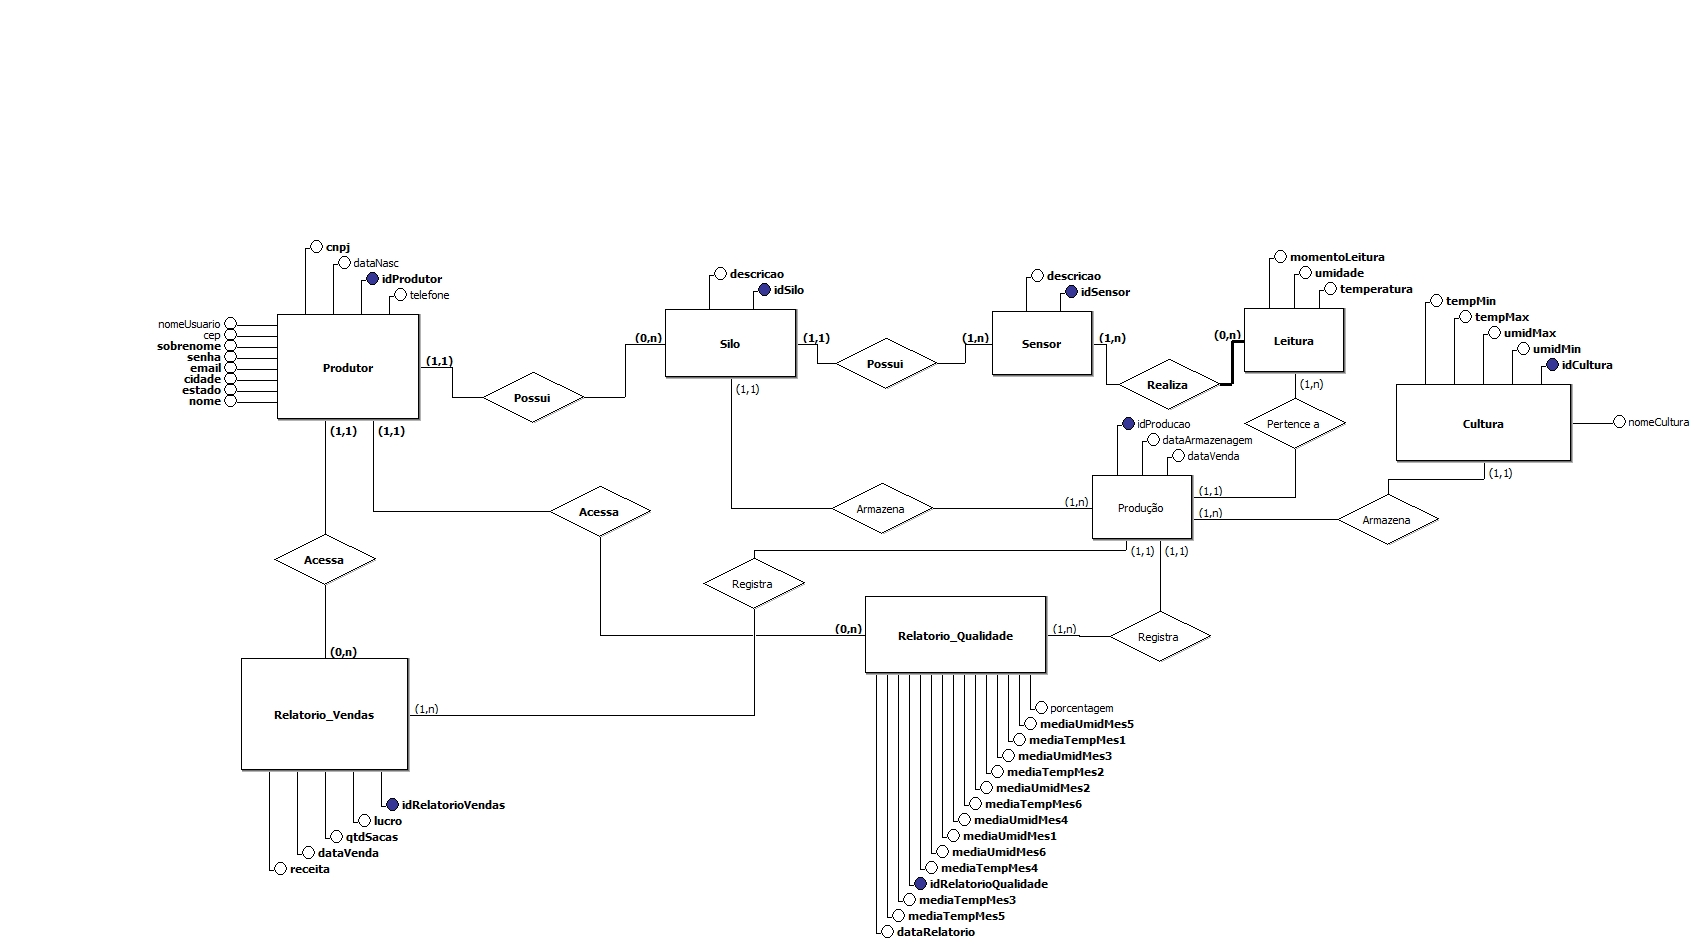 cnpj
dataNasc
idProdutor
telefone
nomeUsuario
cep
sobrenome
senha
email
cidade
estado
nome
Produtor
(1,1)
(1,1)
(1,1)
Possui
(0,n)
descricao
idSilo
Silo
(1,1)
(1,1)
Possui
(1,n)
descricao
idSensor
Sensor
(1,n)
Realiza
(0,n)
momentoLeitura
umidade
temperatura
Leitura
(1,n)
Pertence a
tempMin
tempMax
umidMax
umidMin
idCultura
Cultura
nomeCultura
(1,1)
Armazena
idProducao
dataArmazenagem
dataVenda
Produção
(1,1)
(1,n)
(1,n)
Armazena
(1,1)
(1,1)
Acessa
Acessa
Registra
Registra
(0,n)
Relatorio_Qualidade
(1,n)
(0,n)
Relatorio_Vendas
(1,n)
idRelatorioVendas
lucro
qtdSacas
dataVenda
receita
porcentagem
mediaUmidMes5
mediaTempMes1
mediaUmidMes3
mediaTempMes2
mediaUmidMes2
mediaTempMes6
mediaUmidMes4
mediaUmidMes1
mediaUmidMes6
mediaTempMes4
idRelatorioQualidade
mediaTempMes3
mediaTempMes5
dataRelatorio